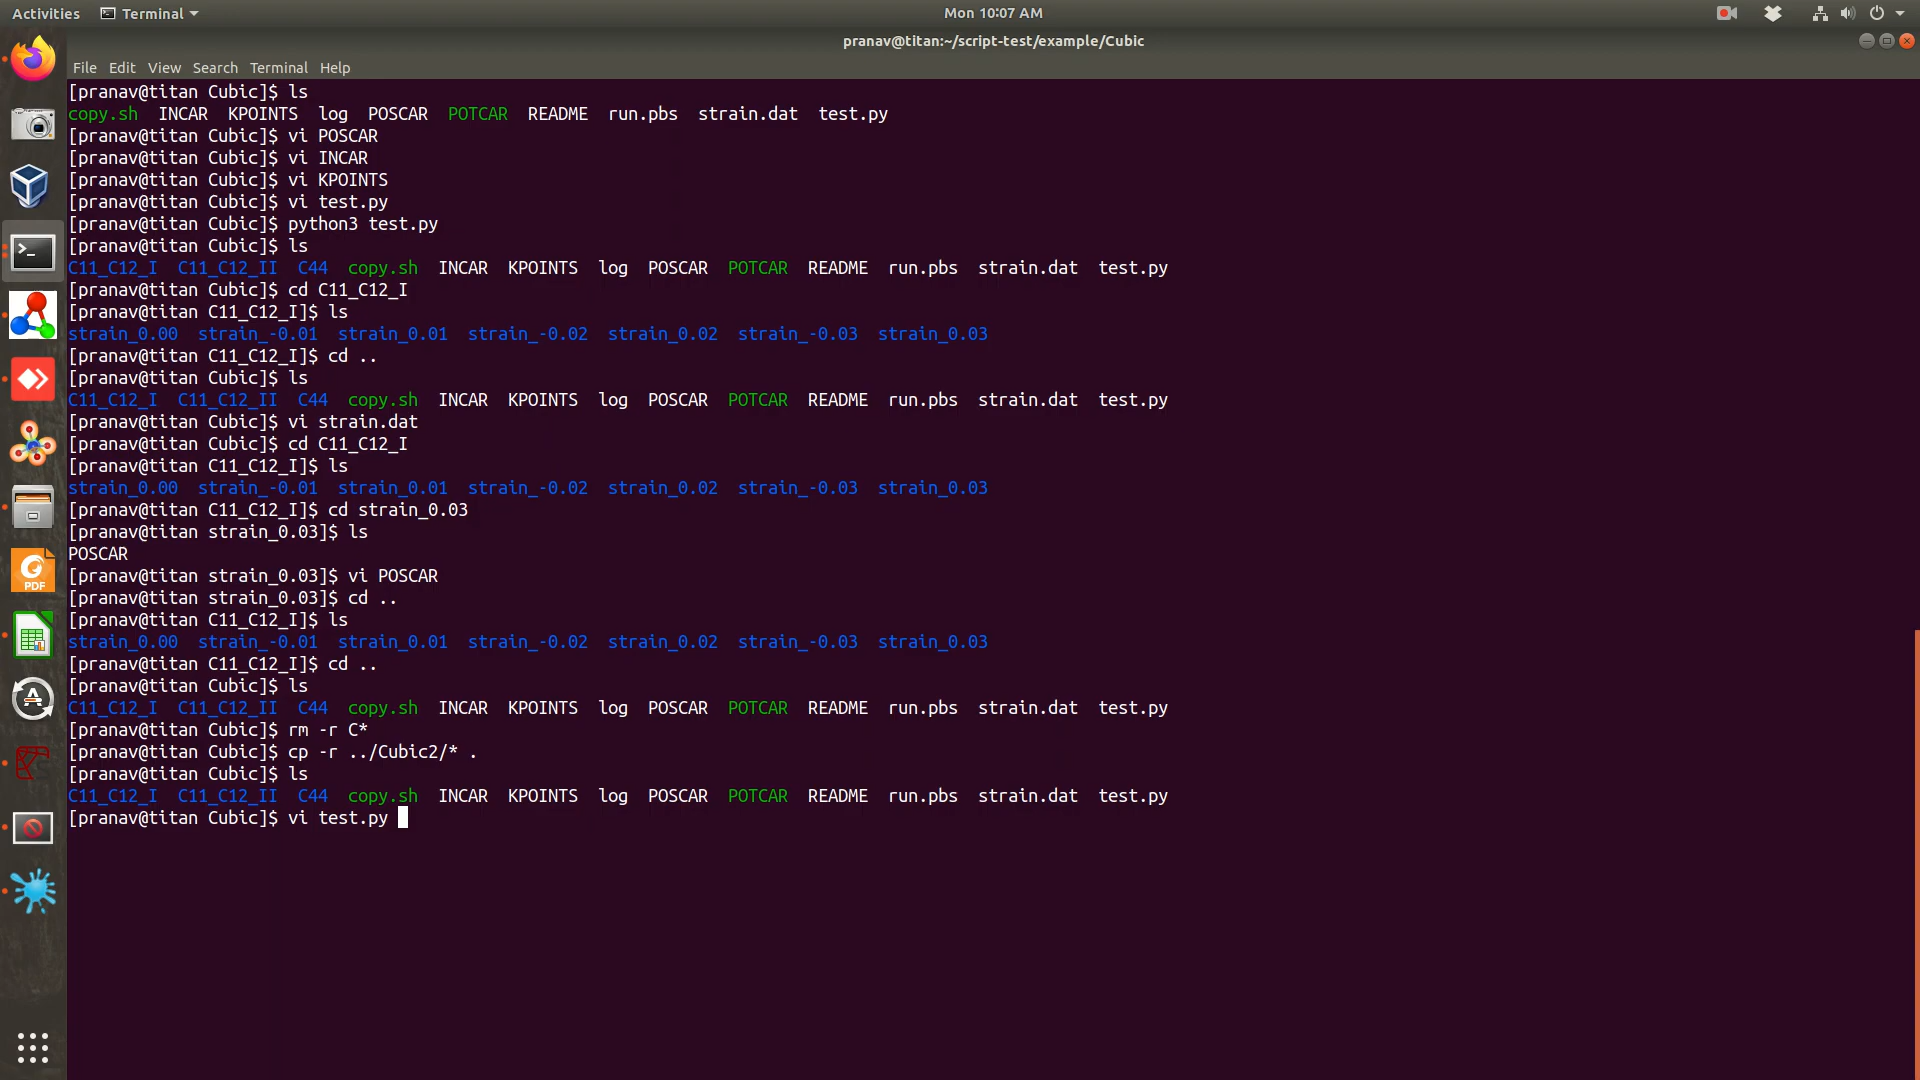 Activities Terminal Mon 10:07 AM
pranav@titan:~/script-test/example/Cubic
File Edit View Search Terminal Help
[pranav@titan Cubic]$ ls
copy.sh INCAR KPOINTS log POSCAR POTCAR README run.pbs strain.dat test.py
[pranav@titan Cubic]$ vi POSCAR
[pranav@titan Cubic]$ vi INCAR
[pranav@titan Cubic]$ vi KPOINTS
[pranav@titan Cubic]$ vi test.py
[pranav@titan Cubic]$ python3 test.py
[pranav@titan Cubic]$ ls
C11_C12_I C11_C12_II C44 copy.sh INCAR KPOINTS log POSCAR POTCAR README run.pbs strain.dat test.py
[pranav@titan Cubic]$ cd C11_C12_I
[pranav@titan C11_C12_I]$ ls
strain_0.00 strain_-0.01 strain_0.01 strain_-0.02 strain_0.02 strain_-0.03 strain_0.03
[pranav@titan C11_C12_I]$ cd ..
[pranav@titan Cubic]$ ls
C11_C12_I C11_C12_II C44 copy.sh INCAR KPOINTS log POSCAR POTCAR README run.pbs strain.dat test.py
[pranav@titan Cubic]$ vi strain.dat
[pranav@titan Cubic]$ cd C11_C12_I
[pranav@titan C11_C12_I]$ ls
strain_0.00 strain_-0.01 strain_0.01 strain_-0.02 strain_0.02 strain_-0.03 strain_0.03
[pranav@titan C11_C12_I]$ cd strain_0.03
[pranav@titan strain_0.03]$ ls
POSCAR
[pranav@titan strain_0.03]$ vi POSCAR
[pranav@titan strain_0.03]$ cd ..
[pranav@titan C11_C12_I]$ ls
strain_0.00 strain_-0.01 strain_0.01 strain_-0.02 strain_0.02 strain_-0.03 strain_0.03
[pranav@titan C11_C12_I]$ cd ..
[pranav@titan Cubic]$ ls
C11_C12_I C11_C12_II C44 copy.sh INCAR KPOINTS log POSCAR POTCAR README run.pbs strain.dat test.py
[pranav@titan Cubic]$ rm -r C*
[pranav@titan Cubic]$ cp -r ../Cubic2/* .
[pranav@titan Cubic]$ ls
C11_C12_I C11_C12_II C44 copy.sh INCAR KPOINTS log POSCAR POTCAR README run.pbs strain.dat test.py
[pranav@titan Cubic]$ vi test.py
PDF